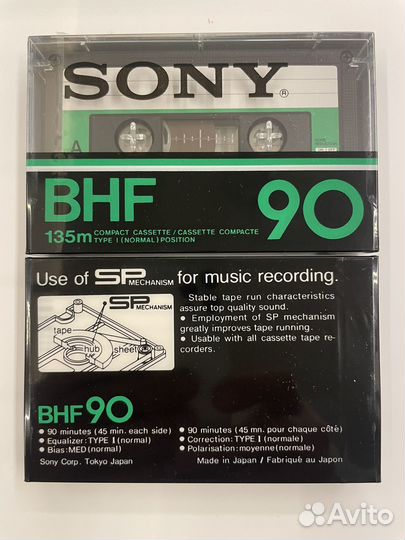 SONY®
A
BHF 90
135m COMPACT CASSETTE / CASSETTE COMPACTE
TYPE I (NORMAL) POSITION
Use of SP MECHANISM for music recording.
SP MECHANISM
tape
hub
sheet
Stable tape run characteristics
assure top quality sound.
● Employment of SP mechanism
greatly improves tape running.
● Usable with all cassette tape re-
corders.
BHF 90
● 90 minutes (45 min. each side)
● Equalizer: TYPE I (normal)
● Bias: MED (normal)
Sony Corp. Tokyo Japan
● 90 minutes (45 mn. pour chaque côté)
● Correction: TYPE I (normale)
● Polarisation: moyenne (normale)
Made in Japan / Fabriqué au Japon
Avito